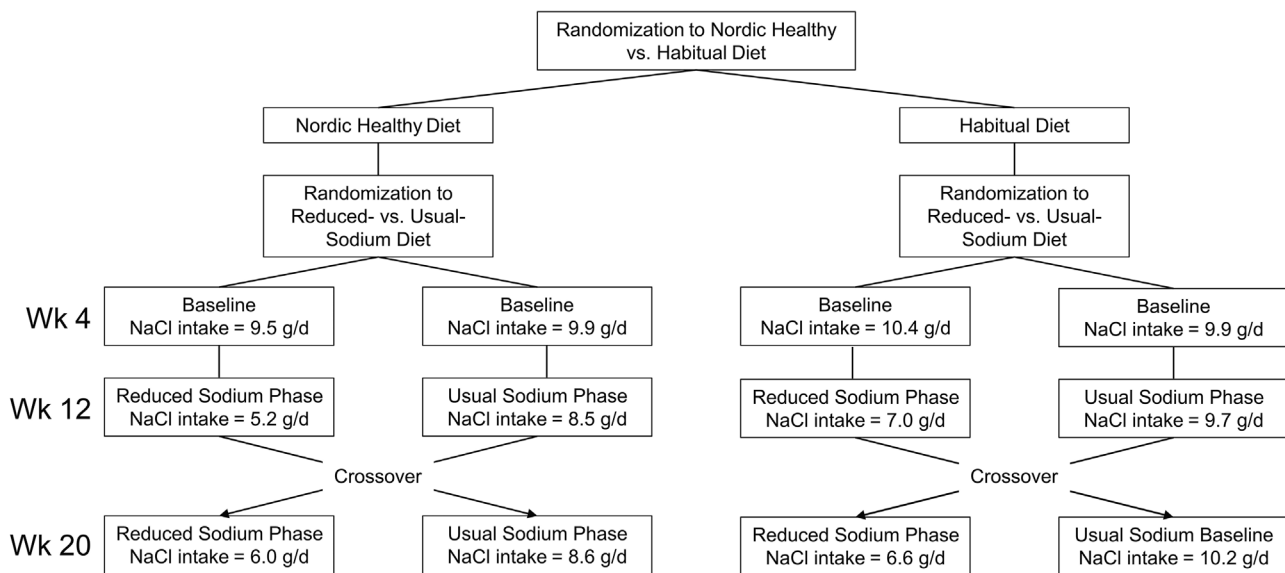 Randomization to Nordic Healthy
vs. Habitual Diet
Nordic Healthy Diet
Habitual Diet
Randomization to
Reduced- vs. Usual-
Sodium Diet
Randomization to
Reduced- vs. Usual-
Sodium Diet
Wk 4
Baseline
NaCl intake = 9.5 g/d
Baseline
NaCl intake = 9.9 g/d
Baseline
NaCl intake = 10.4 g/d
Baseline
NaCl intake = 9.9 g/d
Wk 12
Reduced Sodium Phase
NaCl intake = 5.2 g/d
Usual Sodium Phase
NaCl intake = 8.5 g/d
Reduced Sodium Phase
NaCl intake = 7.0 g/d
Usual Sodium Phase
NaCl intake = 9.7 g/d
Crossover
Crossover
Wk 20
Reduced Sodium Phase
NaCl intake = 6.0 g/d
Usual Sodium Phase
NaCl intake = 8.6 g/d
Reduced Sodium Phase
NaCl intake = 6.6 g/d
Usual Sodium Baseline
NaCl intake = 10.2 g/d